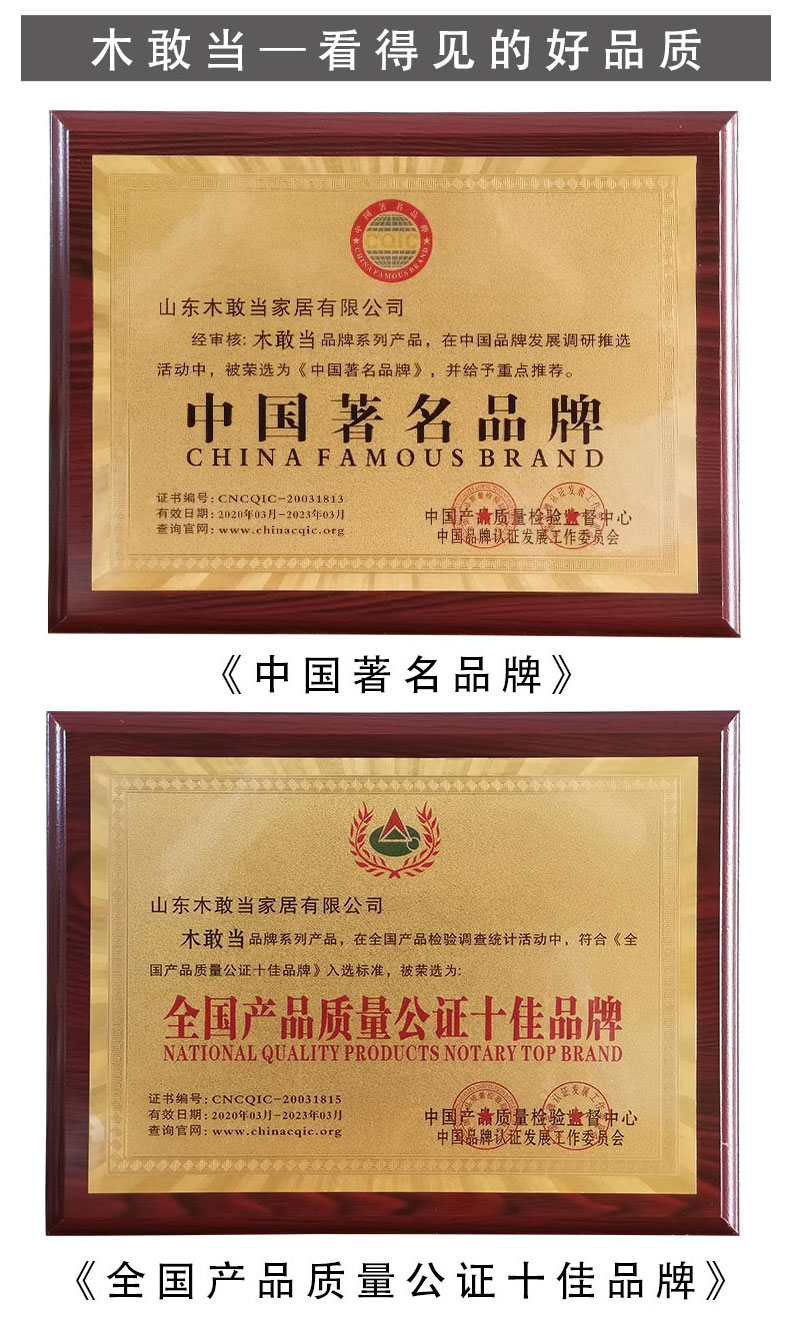 木敢当—看得见的好品质
中国著名品牌
CQIC
CHINA FAMOUS BRAND
山东木敢当家居有限公司
经审核:木敢当品牌系列产品，在中国品牌发展调研推选
活动中，被荣选为《中国著名品牌》，并给予重点推荐。
中国著名品牌
CHINA FAMOUS BRAND
证书编号: CNCQIC-20031813
有效日期: 2020年03月-2023年03月
查询官网: www.chinacqic.org
中国产品质量检验监督中心
中国品牌认证发展工作委员会
《中国著名品牌》
山东木敢当家居有限公司
木敢当品牌系列产品，在全国产品检验调查统计活动中，符合《全
国产品质量公证十佳品牌》入选标准，被荣选为:
全国产品质量公证十佳品牌
NATIONAL QUALITY PRODUCTS NOTARY TOP BRAND
证书编号: CNCQIC-20031815
有效日期: 2020年03月-2023年03月
查询官网: www.chinacqic.org
中国产品质量检验监督中心
中国品牌认证发展工作委员会
《全国产品质量公证十佳品牌》